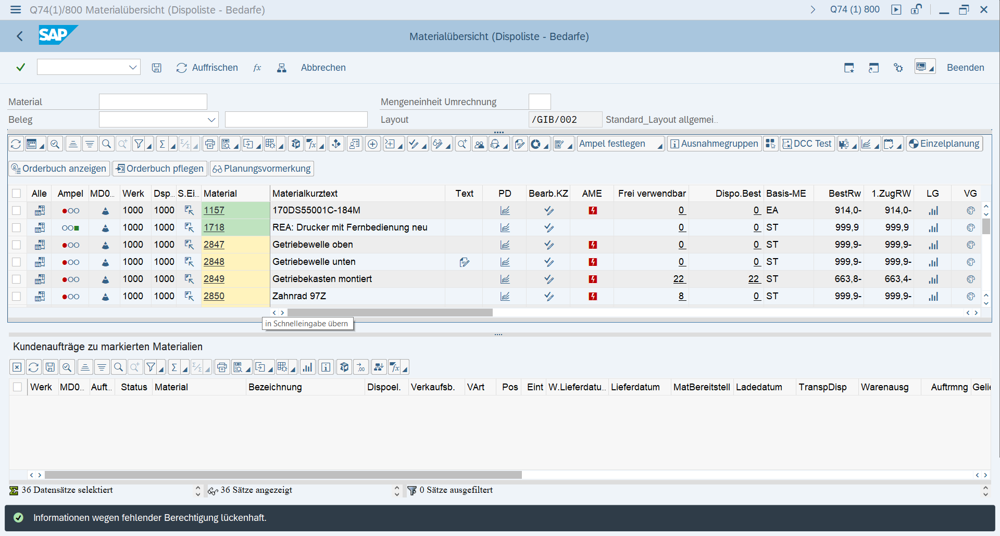 Q74(1)/800 Materialübersicht (Dispoliste - Bedarfe)
Q74 (1) 800
SAP
Materialübersicht (Dispoliste - Bedarfe)
Auffrischen
Abbrechen
Beenden
Material
Mengeneinheit Umrechnung
Beleg
Layout
/GIB/002
Standard_Layout allgemei...
Ampel festlegen
Ausnahmegruppen
DCC Test
Einzelplanung
Orderbuch anzeigen
Orderbuch pflegen
Planungsvormerkung
Alle Ampel MD0... Werk Dsp... S.Ei... Material Materialkurztext Text PD Bearb.KZ AME Frei verwendbar Dispo.Best Basis-ME BestRw 1.ZugRW LG VG
1000 1000 1157 170DS55001C-184M 0 0 EA 914,0- 914,0-
1000 1000 1718 REA: Drucker mit Fernbedienung neu 0 0 ST 999,9 999,9
1000 1000 2847 Getriebewelle oben 0 0 ST 999,9- 999,9-
1000 1000 2848 Getriebewelle unten 0 0 ST 999,9- 999,9-
1000 1000 2849 Getriebekasten montiert 22 22 ST 663,8- 663,4-
1000 1000 2850 Zahnrad 97Z 8 0 ST 999,9- 999,9-
in Schnelleingabe übern
Kundenaufträge zu markierten Materialien
Werk MD0... Auft... Status Material Bezeichnung Dispoel. Verkaufsb. VArt Pos Eint W.Lieferdatu... Lieferdatum MatBereitstell Ladedatum TranspDisp Warenausg Auftrmng Gelie
36 Datensätze selektiert
36 Sätze angezeigt
0 Sätze ausgefiltert
Informationen wegen fehlender Berechtigung lückenhaft.